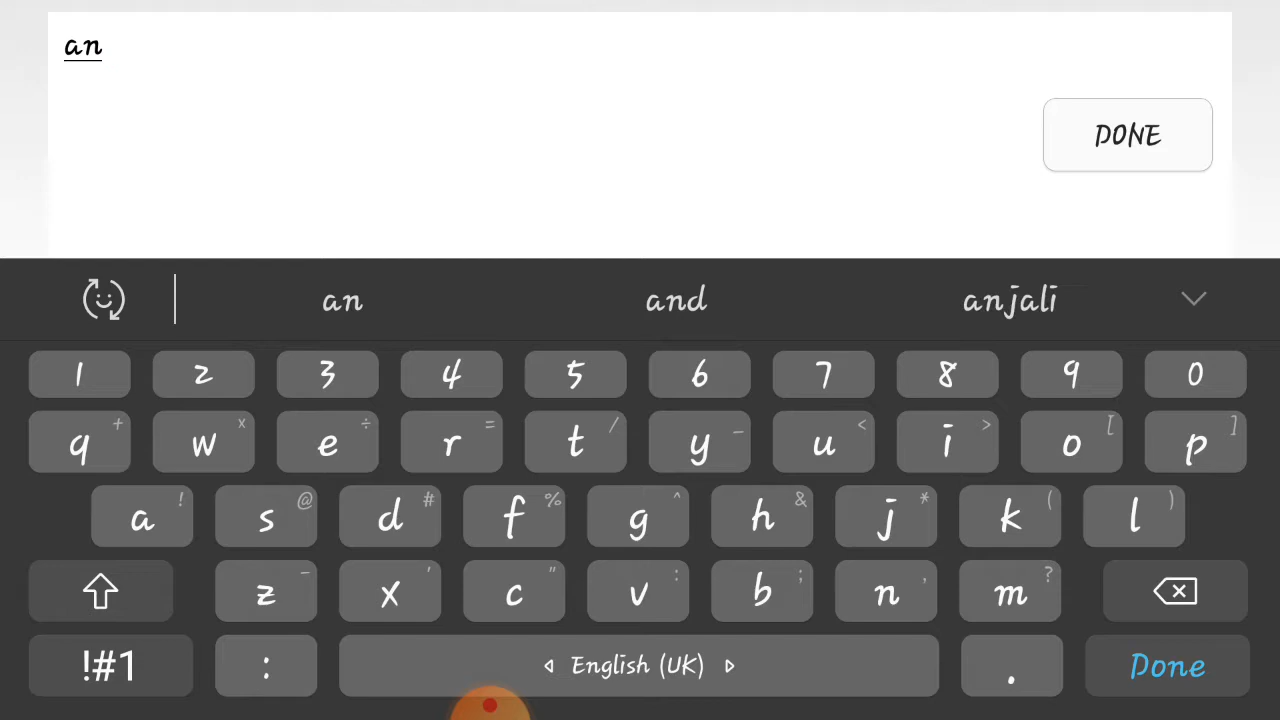 an
DONE
an and anjali
1 2 3 4 5 6 7 8 9 0
q + w x e ÷ r = t / y _ u < i > o [ p ]
a ! s @ d # f % g ^ h & j * k ( l )
z - x ' c " v : b ; n , m ?
!#1 : English (UK) . Done